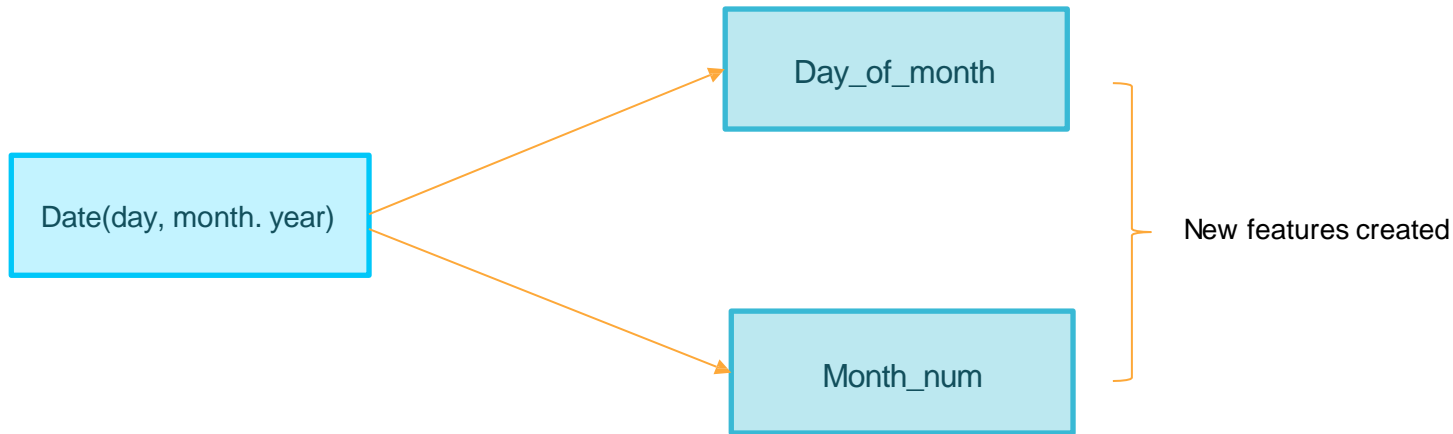 Day_of_month
Date(day, month. year)
New features created
Month_num